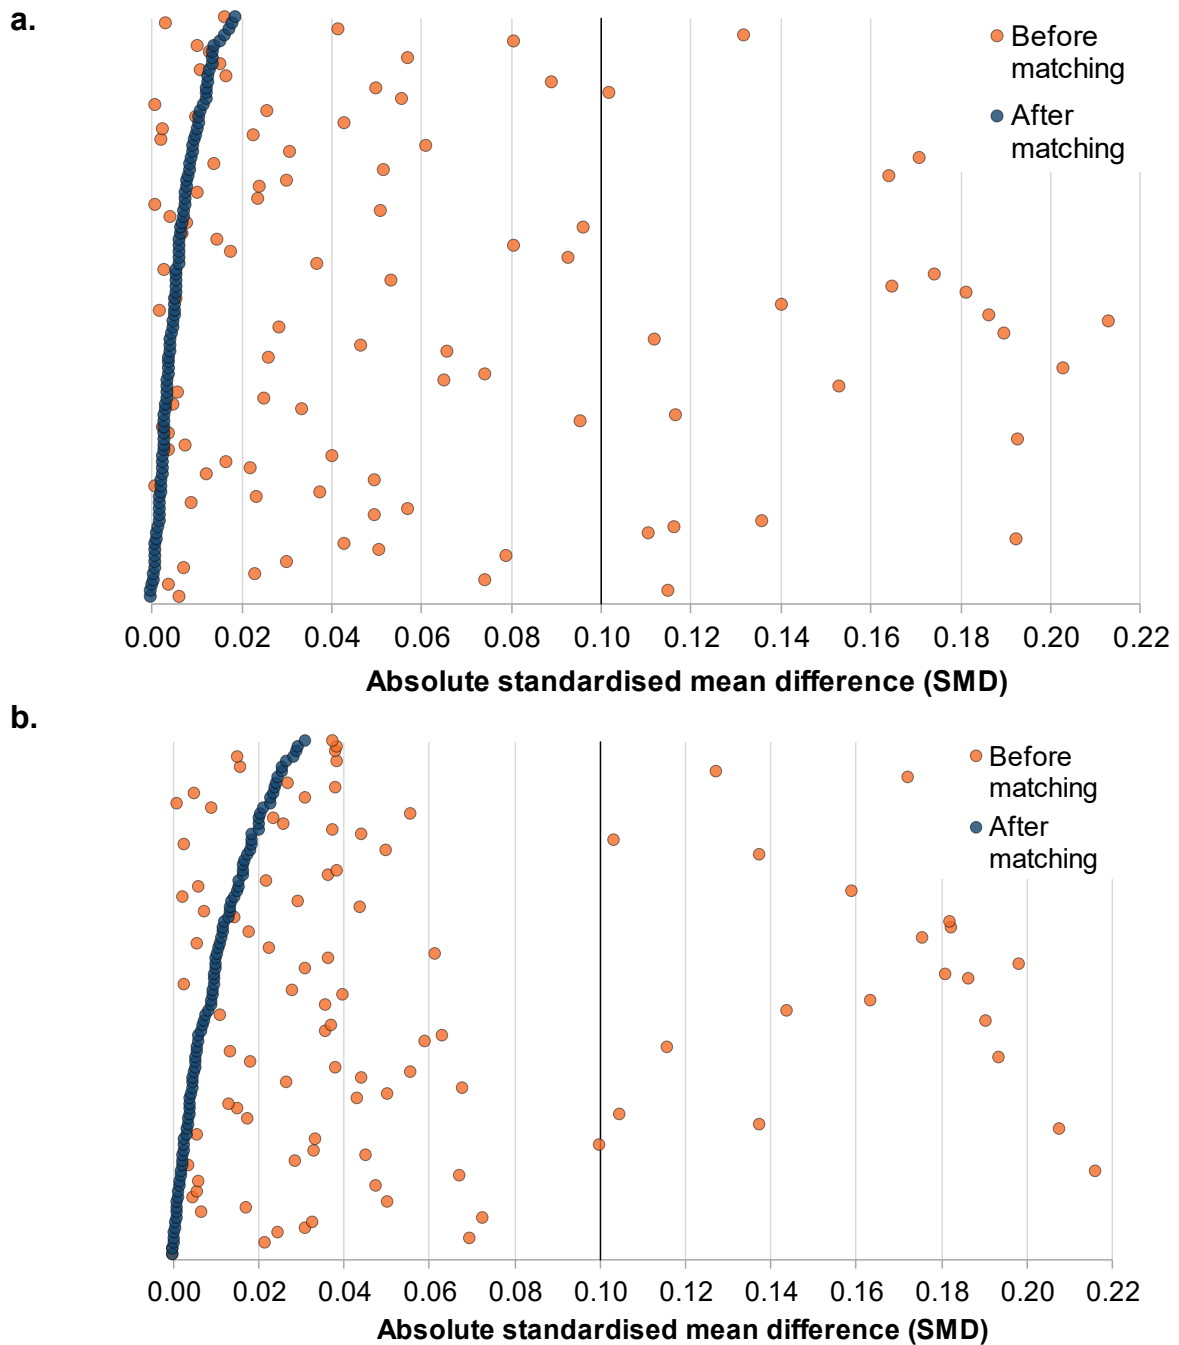 a.
Before
matching
After
matching
0.00 0.02 0.04 0.06 0.08 0.10 0.12 0.14 0.16 0.18 0.20 0.22
Absolute standardised mean difference (SMD)
b.
Before
matching
After
matching
0.00 0.02 0.04 0.06 0.08 0.10 0.12 0.14 0.16 0.18 0.20 0.22
Absolute standardised mean difference (SMD)